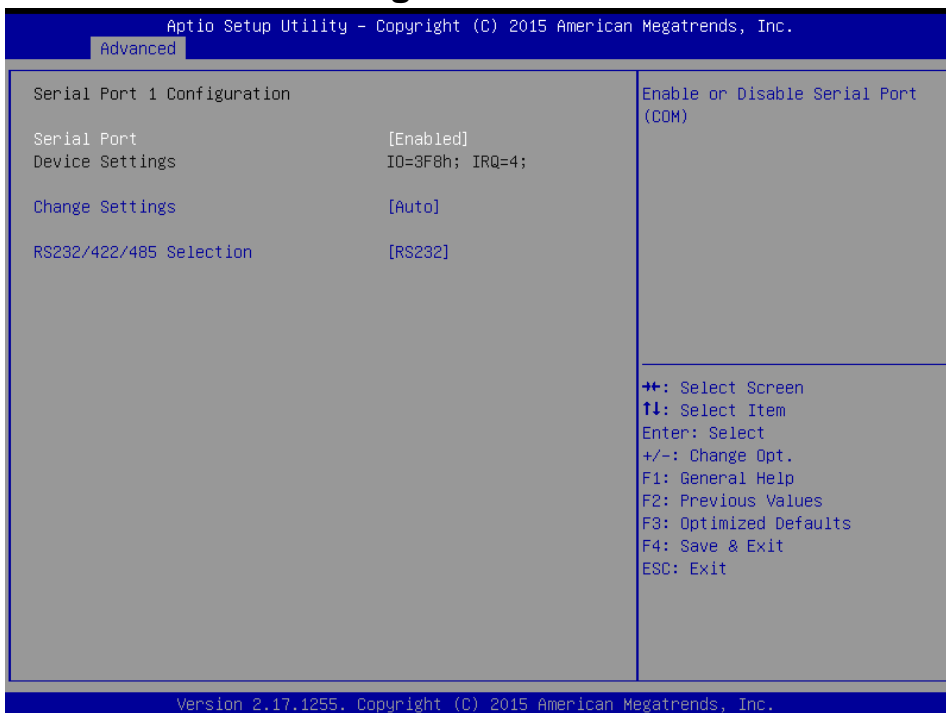 Aptio Setup Utility – Copyright (C) 2015 American Megatrends, Inc.
Advanced
Serial Port 1 Configuration
Serial Port [Enabled]
Device Settings IO=3F8h; IRQ=4;
Change Settings [Auto]
RS232/422/485 Selection [RS232]
Enable or Disable Serial Port
(COM)
→←: Select Screen
↑↓: Select Item
Enter: Select
+/-: Change Opt.
F1: General Help
F2: Previous Values
F3: Optimized Defaults
F4: Save & Exit
ESC: Exit
Version 2.17.1255. Copyright (C) 2015 American Megatrends, Inc.